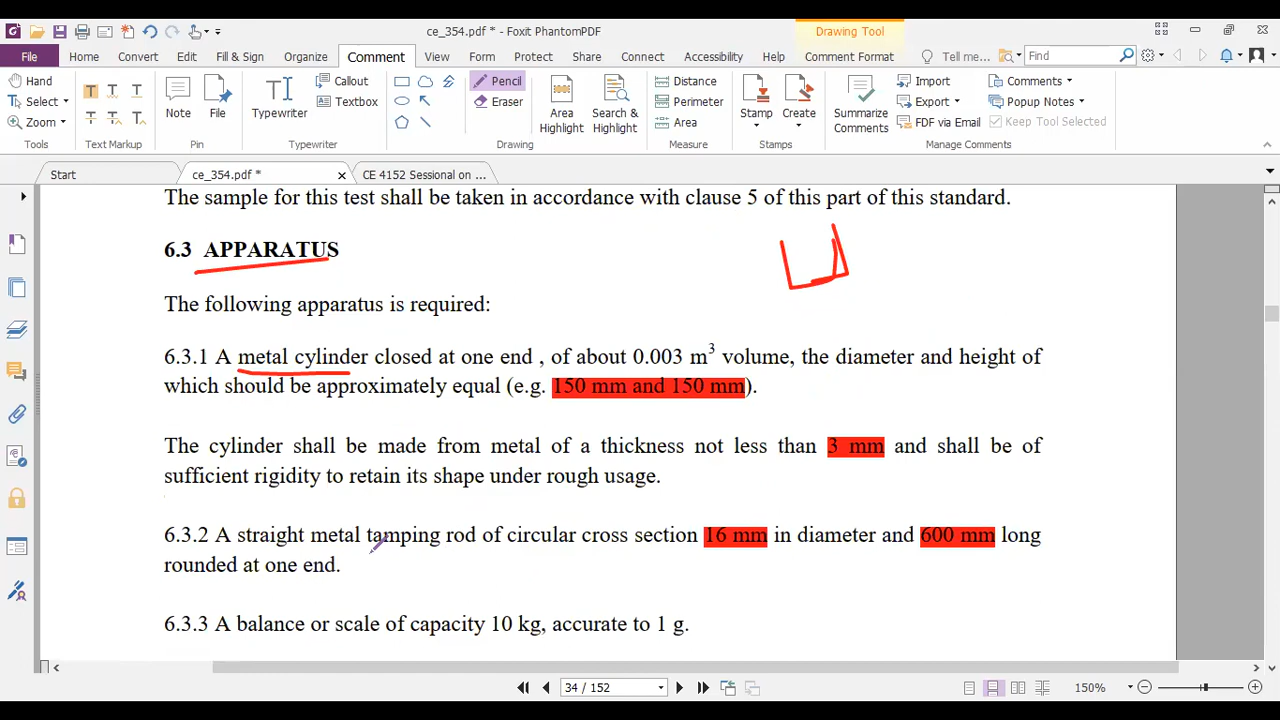 ce_354.pdf * - Foxit PhantomPDF
Drawing Tool
File Home Convert Edit Fill & Sign Organize Comment View Form Protect Share Connect Accessibility Help Comment Format Tell me... Find
Hand
Select
Zoom
Tools
Text Markup
Note
File
Pin
Typewriter
Callout
Textbox
Typewriter
Pencil
Eraser
Area Highlight
Search & Highlight
Drawing
Distance
Perimeter
Area
Measure
Stamp
Create
Stamps
Summarize Comments
Import
Export
FDF via Email
Comments
Popup Notes
Keep Tool Selected
Manage Comments
Start ce_354.pdf * CE 4152 Sessional on ...
The sample for this test shall be taken in accordance with clause 5 of this part of this standard.
6.3 APPARATUS
The following apparatus is required:
6.3.1 A metal cylinder closed at one end , of about 0.003 m³ volume, the diameter and height of
which should be approximately equal (e.g. 150 mm and 150 mm).
The cylinder shall be made from metal of a thickness not less than 3 mm and shall be of
sufficient rigidity to retain its shape under rough usage.
6.3.2 A straight metal tamping rod of circular cross section 16 mm in diameter and 600 mm long
rounded at one end.
6.3.3 A balance or scale of capacity 10 kg, accurate to 1 g.
34 / 152
150%